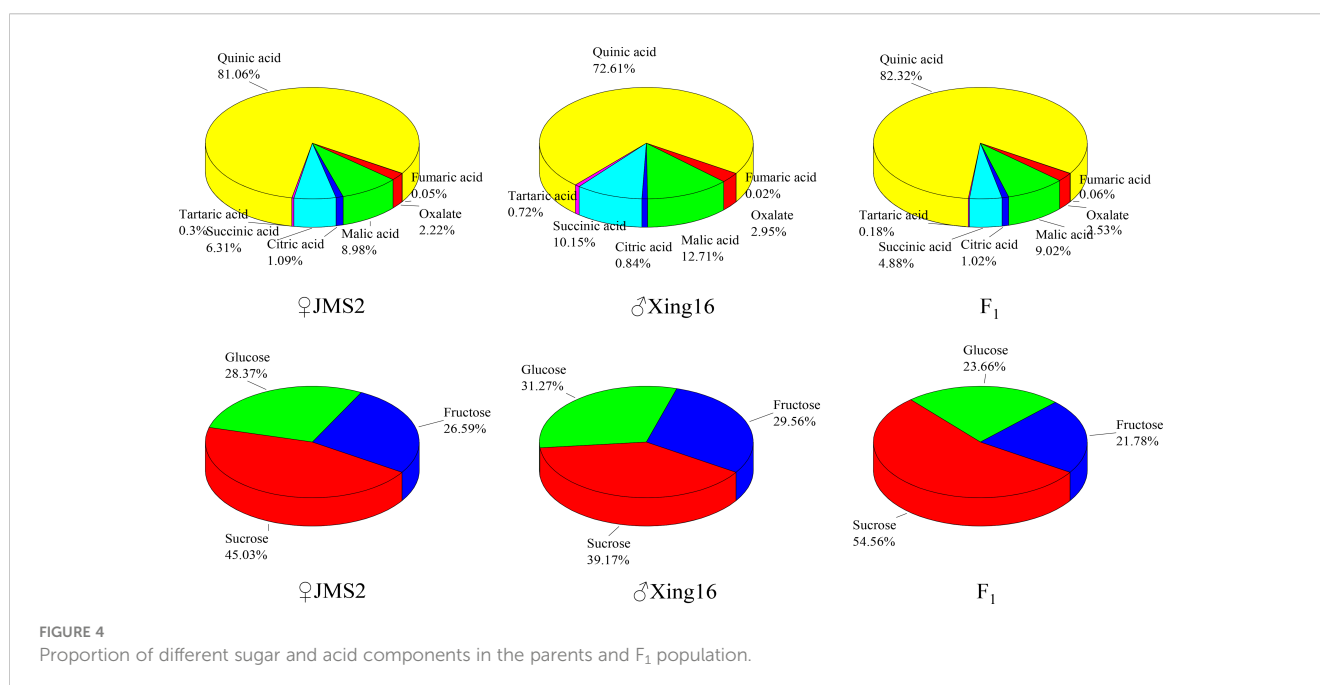 Quinic acid
81.06%
Fumaric acid
0.05%
Oxalate
2.22%
Malic acid
8.98%
Citric acid
1.09%
Succinic acid
6.31%
Tartaric acid
0.3%
♀JMS2
Quinic acid
72.61%
Fumaric acid
0.02%
Oxalate
2.95%
Malic acid
12.71%
Citric acid
0.84%
Succinic acid
10.15%
Tartaric acid
0.72%
♂Xing16
Quinic acid
82.32%
Fumaric acid
0.06%
Oxalate
2.53%
Malic acid
9.02%
Citric acid
1.02%
Succinic acid
4.88%
Tartaric acid
0.18%
F₁
Glucose
28.37%
Fructose
26.59%
Sucrose
45.03%
♀JMS2
Glucose
31.27%
Fructose
29.56%
Sucrose
39.17%
♂Xing16
Glucose
23.66%
Fructose
21.78%
Sucrose
54.56%
F₁
FIGURE 4
Proportion of different sugar and acid components in the parents and F₁ population.